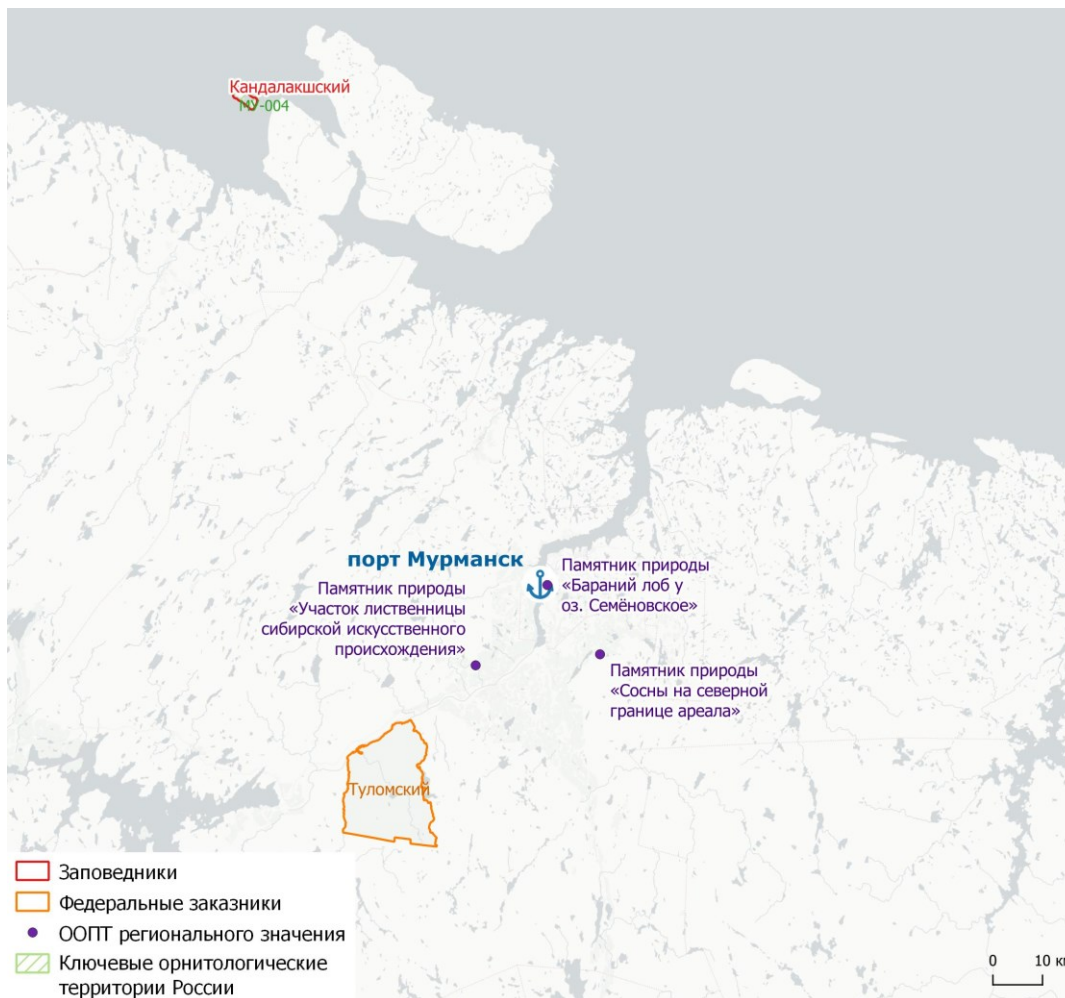 Кандалакшский
МУ-004
порт Мурманск
Памятник природы
«Бараний лоб у
оз. Семёновское»
Памятник природы
«Участок лиственницы
сибирской искусственного
происхождения»
Памятник природы
«Сосны на северной
границе ареала»
Туломский
Заповедники
Федеральные заказники
ООПТ регионального значения
Ключевые орнитологические
территории России
0 10 км